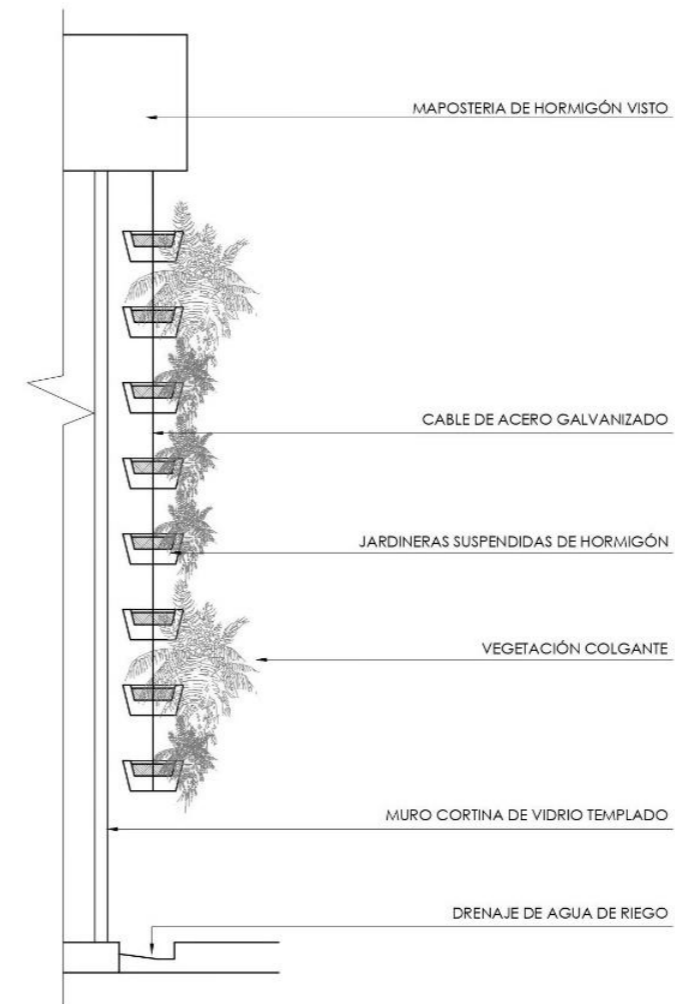 MAPOSTERIA DE HORMIGÓN VISTO
CABLE DE ACERO GALVANIZADO
JARDINERAS SUSPENDIDAS DE HORMIGÓN
VEGETACIÓN COLGANTE
MURO CORTINA DE VIDRIO TEMPLADO
DRENAJE DE AGUA DE RIEGO